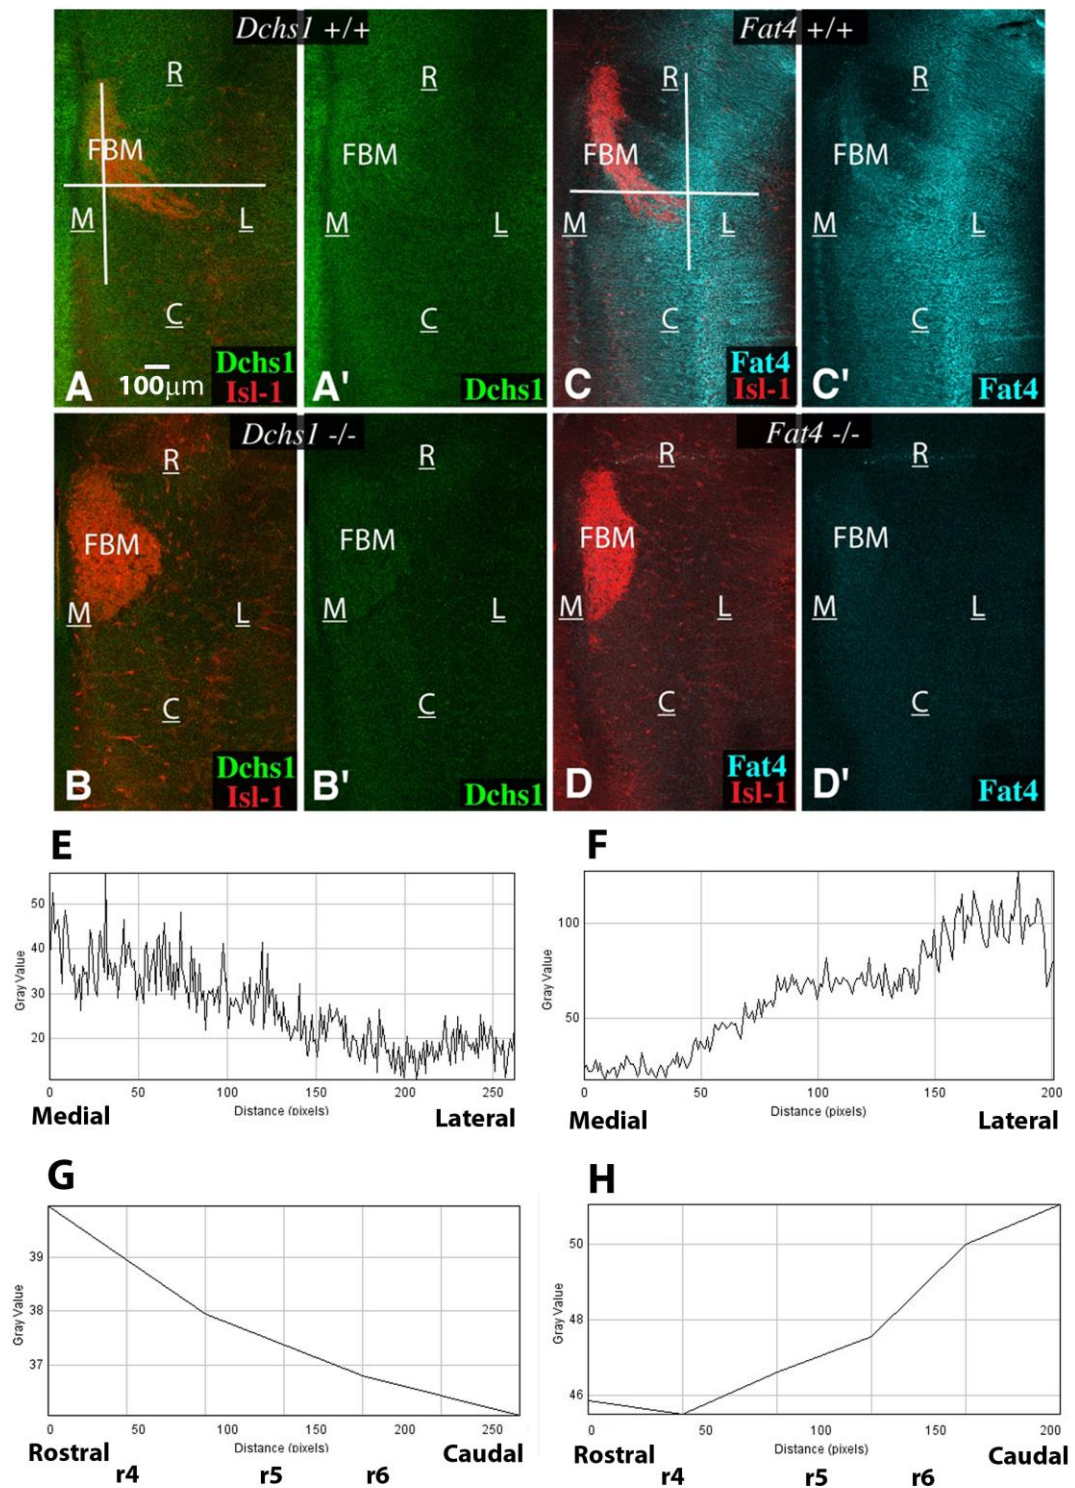 Dchs1 +/+
Fat4 +/+
R
R
R
R
FBM
FBM
FBM
FBM
M
L
M
L
M
L
M
L
C
C
C
C
100μm
A
Dchs1
Isl-1
A'
Dchs1
C
Fat4
Isl-1
C'
Fat4
Dchs1 -/-
Fat4 -/-
R
R
R
R
FBM
FBM
FBM
FBM
M
L
M
L
M
L
M
L
C
C
C
C
B
Dchs1
Isl-1
B'
Dchs1
D
Fat4
Isl-1
D'
Fat4
E
50
40
30
20
Gray Value
0 50 100 150 200 250
Medial Distance (pixels) Lateral
F
100
50
Gray Value
0 50 100 150 200
Medial Distance (pixels) Lateral
G
39
38
37
Gray Value
0 50 100 150 200 250
Rostral Distance (pixels) Caudal
r4 r5 r6
H
50
48
46
Gray Value
0 50 100 150 200
Rostral Distance (pixels) Caudal
r4 r5 r6